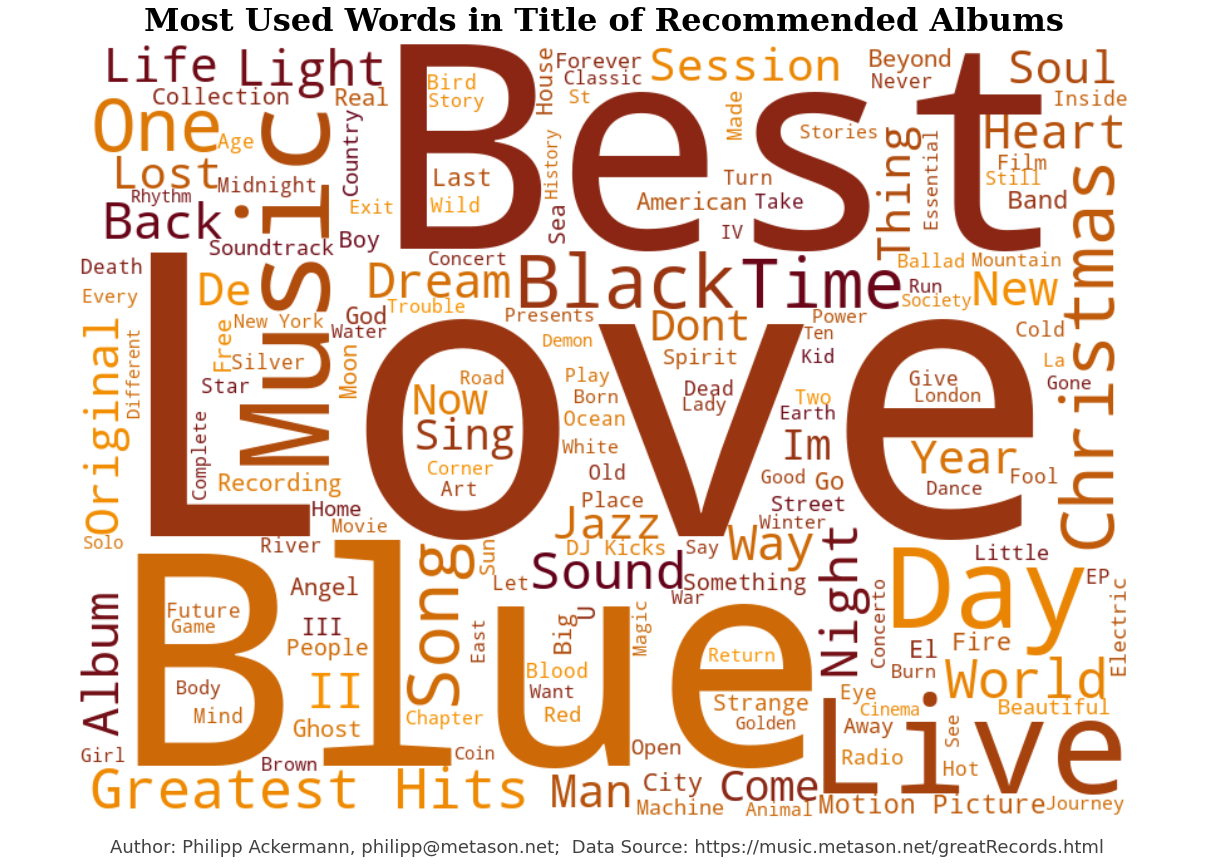 Most Used Words in Title of Recommended Albums
Best
Love
Blue
Music
Life
Light
Session
Beyond
Never
Soul
Inside
Forever
Classic
House
St
Made
Bird
Story
Collection
Real
One
Age
Country
Lost
Midnight
Rhythm
Back
Exit
Soundtrack
Boy
Last
Wild
History
Sea
American
Turn
Take
IV
Stories
Thing
Essential
Heart
Film
Still
Band
Christmas
Death
Every
De
Dream
Concert
Trouble
Black
Presents
Time
Ballad
Mountain
Run
Society
New
Original
Different
Free
New York
God
Water
Silver
Star
Moon
Demon
Dont
Spirit
Power
Ten
Kid
Cold
La
Gone
Road
Now
Sing
Corner
Art
Play
Born
Ocean
White
Old
Place
Dead
Lady
Two
Earth
Im
Good
Go
Give
London
Year
Dance
Fool
Complete
Recording
Home
Movie
Solo
River
Jazz
DJ Kicks
Say
Way
Street
Winter
Night
Sound
Something
War
Let
Sun
Song
Day
Little
EP
Electric
Concerto
Album
Angel
Future
Game
III
People
East
Big
U
Magic
El
Fire
Burn
World
Beautiful
Body
Mind
II
Ghost
Chapter
Blood
Want
Red
Return
Strange
Golden
Eye
Cinema
Away
See
Live
Girl
Brown
Coin
Open
Radio
Hot
Greatest Hits
Man
City
Machine
Come
Animal
Motion Picture
Journey
Author: Philipp Ackermann, philipp@metason.net;  Data Source: https://music.metason.net/greatRecords.html